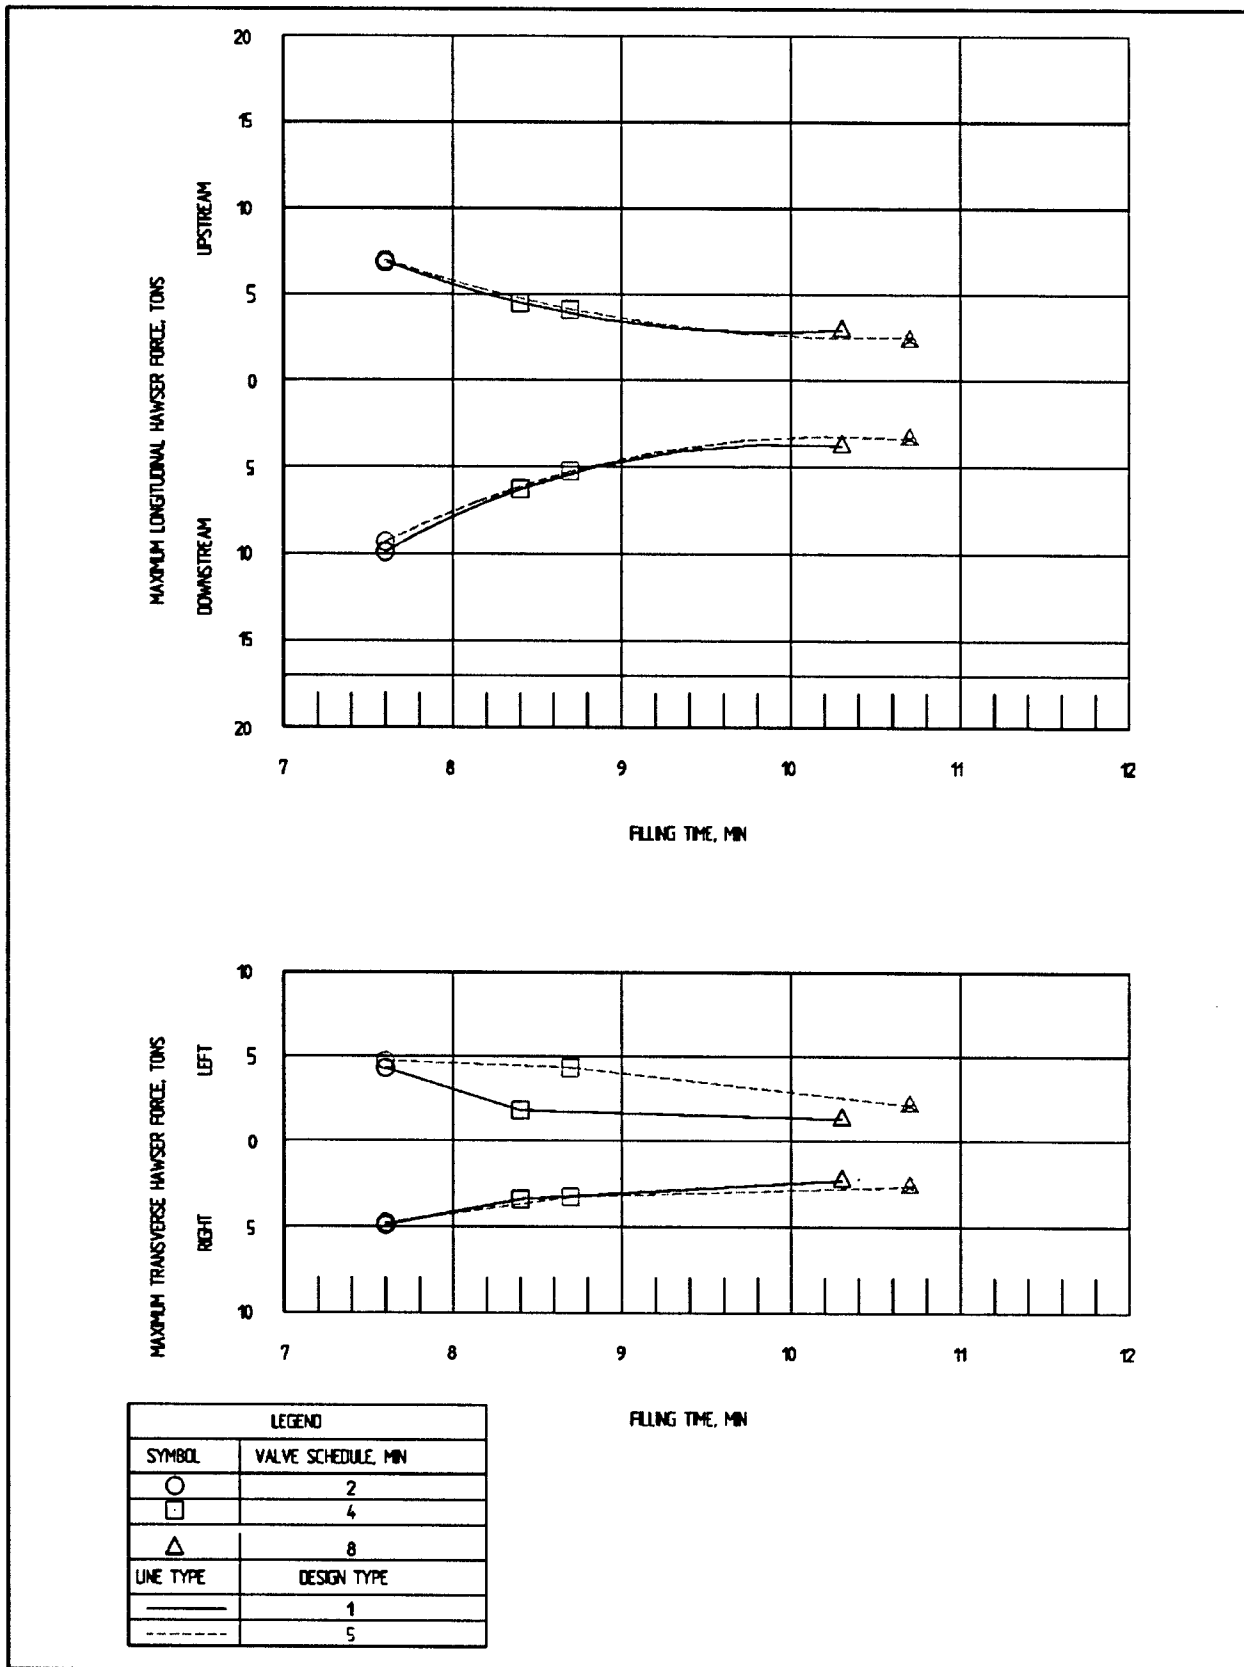 20
15
10
5
0
5
10
15
20
UPSTREAM
DOWNSTREAM
MAXIMUM LONGITUDINAL HAWSER FORCE, TONS
7 8 9 10 11 12
FILLING TIME, MIN
10
5
0
5
10
LEFT
RIGHT
MAXIMUM TRANSVERSE HAWSER FORCE, TONS
7 8 9 10 11 12
FILLING TIME, MIN
LEGEND
SYMBOL VALVE SCHEDULE, MIN
2
4
8
LINE TYPE DESIGN TYPE
1
5